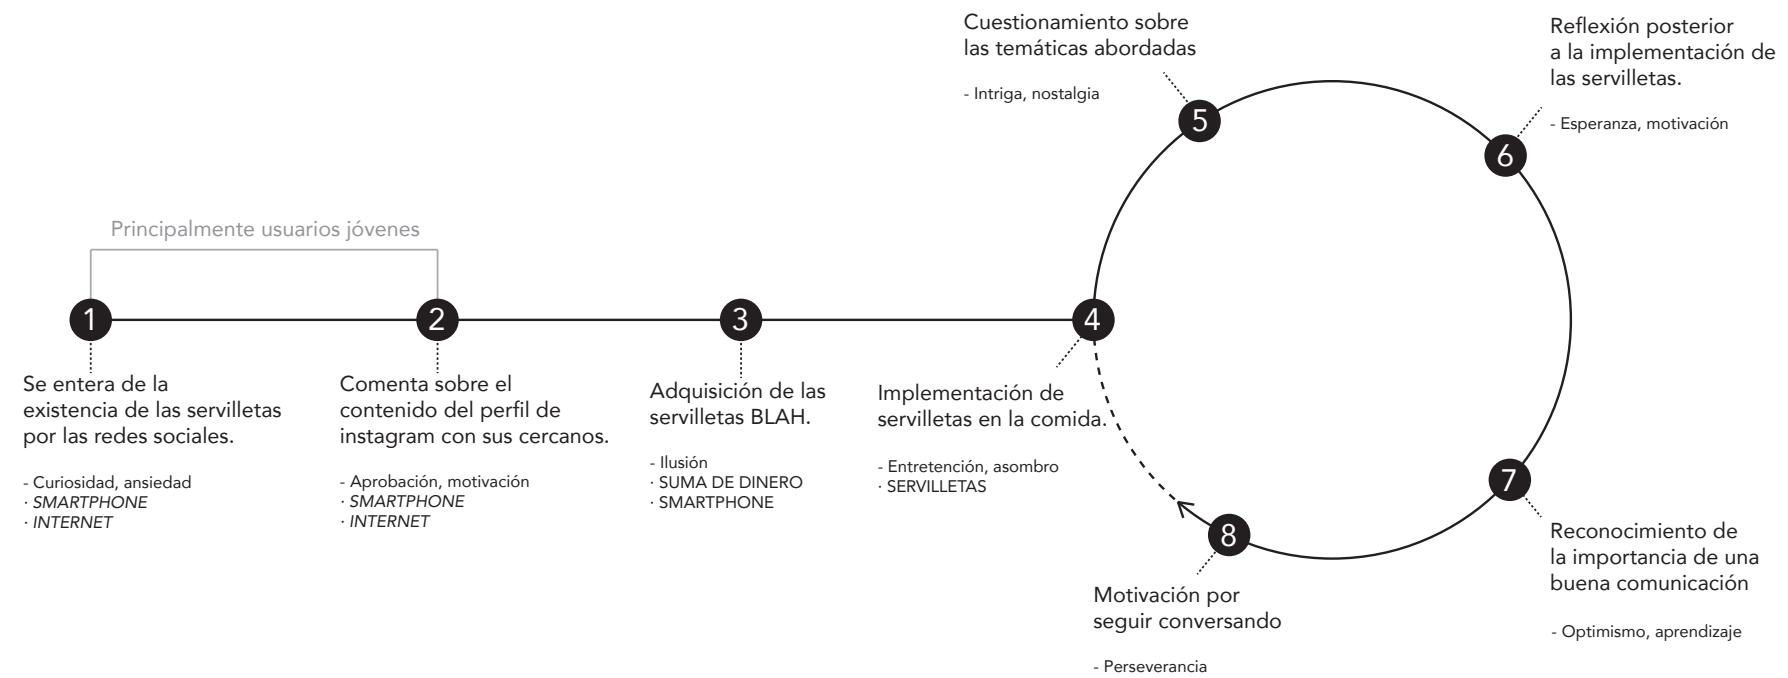 Principalmente usuarios jóvenes
1
Se entera de la
existencia de las servilletas
por las redes sociales.
- Curiosidad, ansiedad
· SMARTPHONE
· INTERNET
2
Comenta sobre el
contenido del perfil de
instagram con sus cercanos.
- Aprobación, motivación
· SMARTPHONE
· INTERNET
3
Adquisición de las
servilletas BLAH.
- Ilusión
· SUMA DE DINERO
· SMARTPHONE
4
Implementación de
servilletas en la comida.
- Entretención, asombro
· SERVILLETAS
5
Cuestionamiento sobre
las temáticas abordadas
- Intriga, nostalgia
6
Reflexión posterior
a la implementación de
las servilletas.
- Esperanza, motivación
7
Reconocimiento de
la importancia de una
buena comunicación
- Optimismo, aprendizaje
8
Motivación por
seguir conversando
- Perseverancia